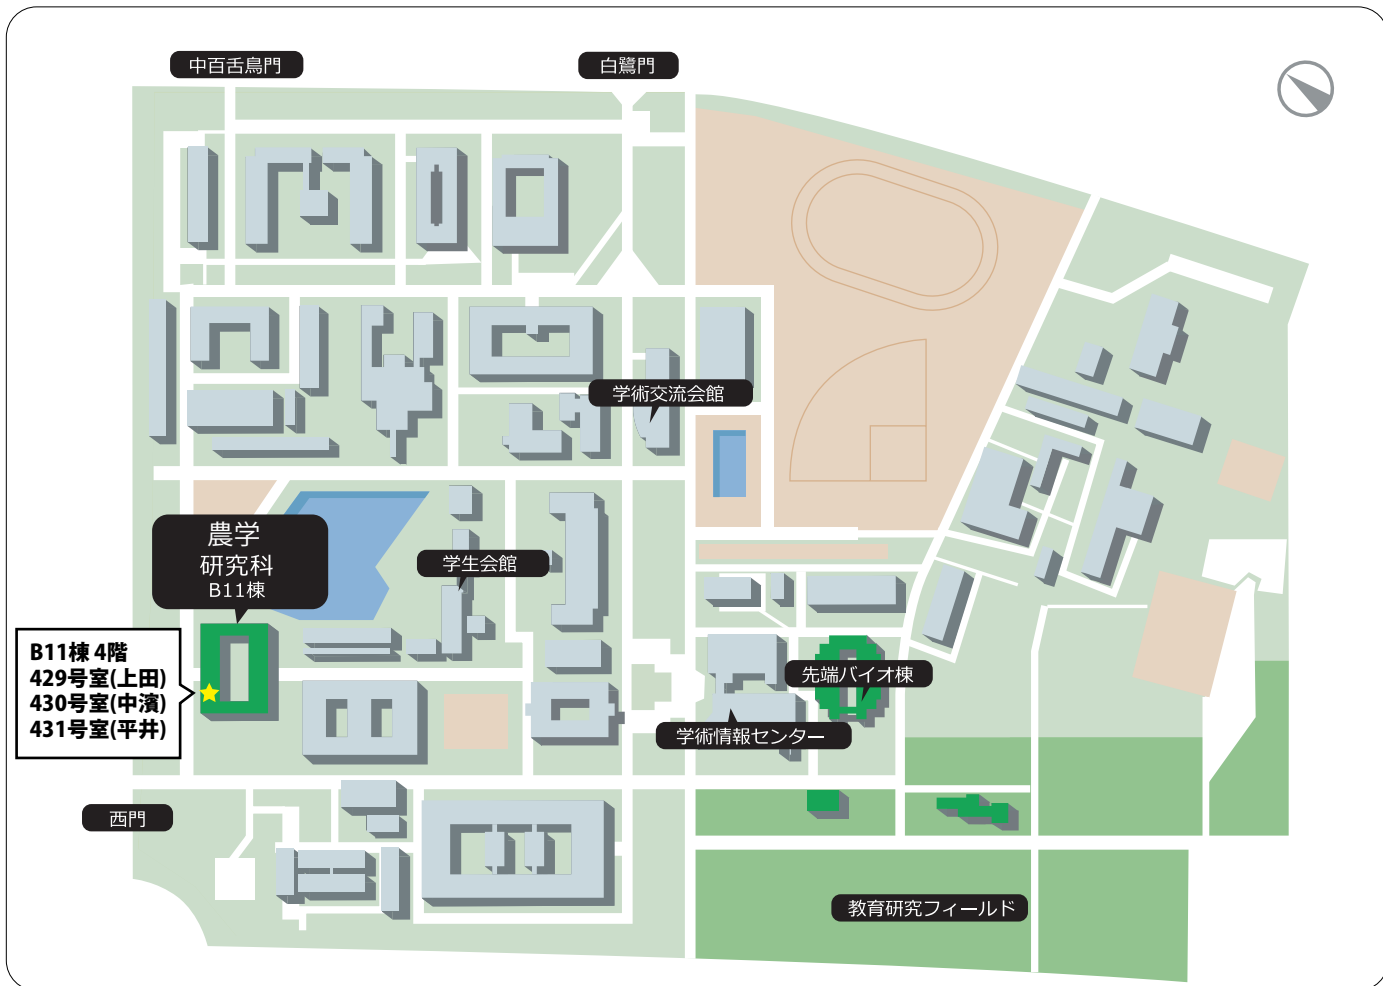 中百舌鳥門
白鷺門
学術交流会館
農学
研究科
B11棟
学生会館
B11棟 4階
429号室(上田)
430号室(中濱)
431号室(平井)
先端バイオ棟
学術情報センター
西門
教育研究フィールド